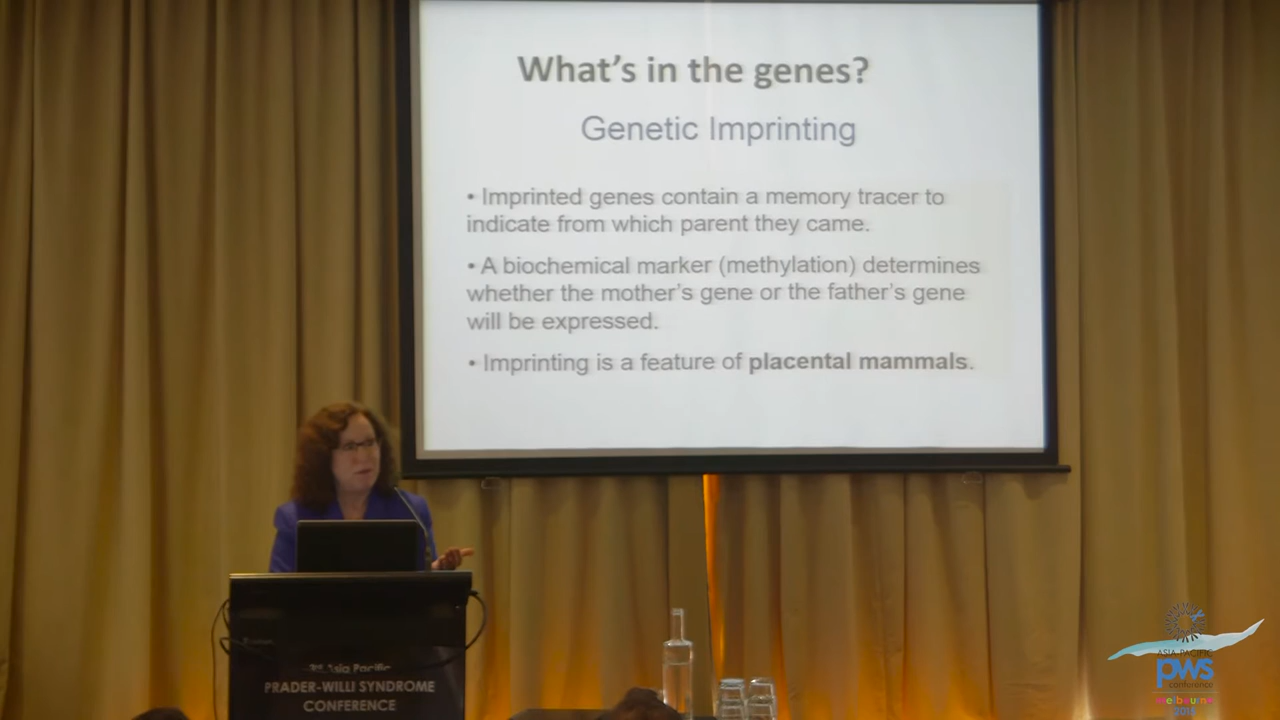 What's in the genes?
Genetic Imprinting
• Imprinted genes contain a memory tracer to
indicate from which parent they came.
• A biochemical marker (methylation) determines
whether the mother's gene or the father's gene
will be expressed.
• Imprinting is a feature of placental mammals.
Asia Pacific
PRADER-WILLI SYNDROME
CONFERENCE
ASIA-PACIFIC
pws
conference
melbourne
2015